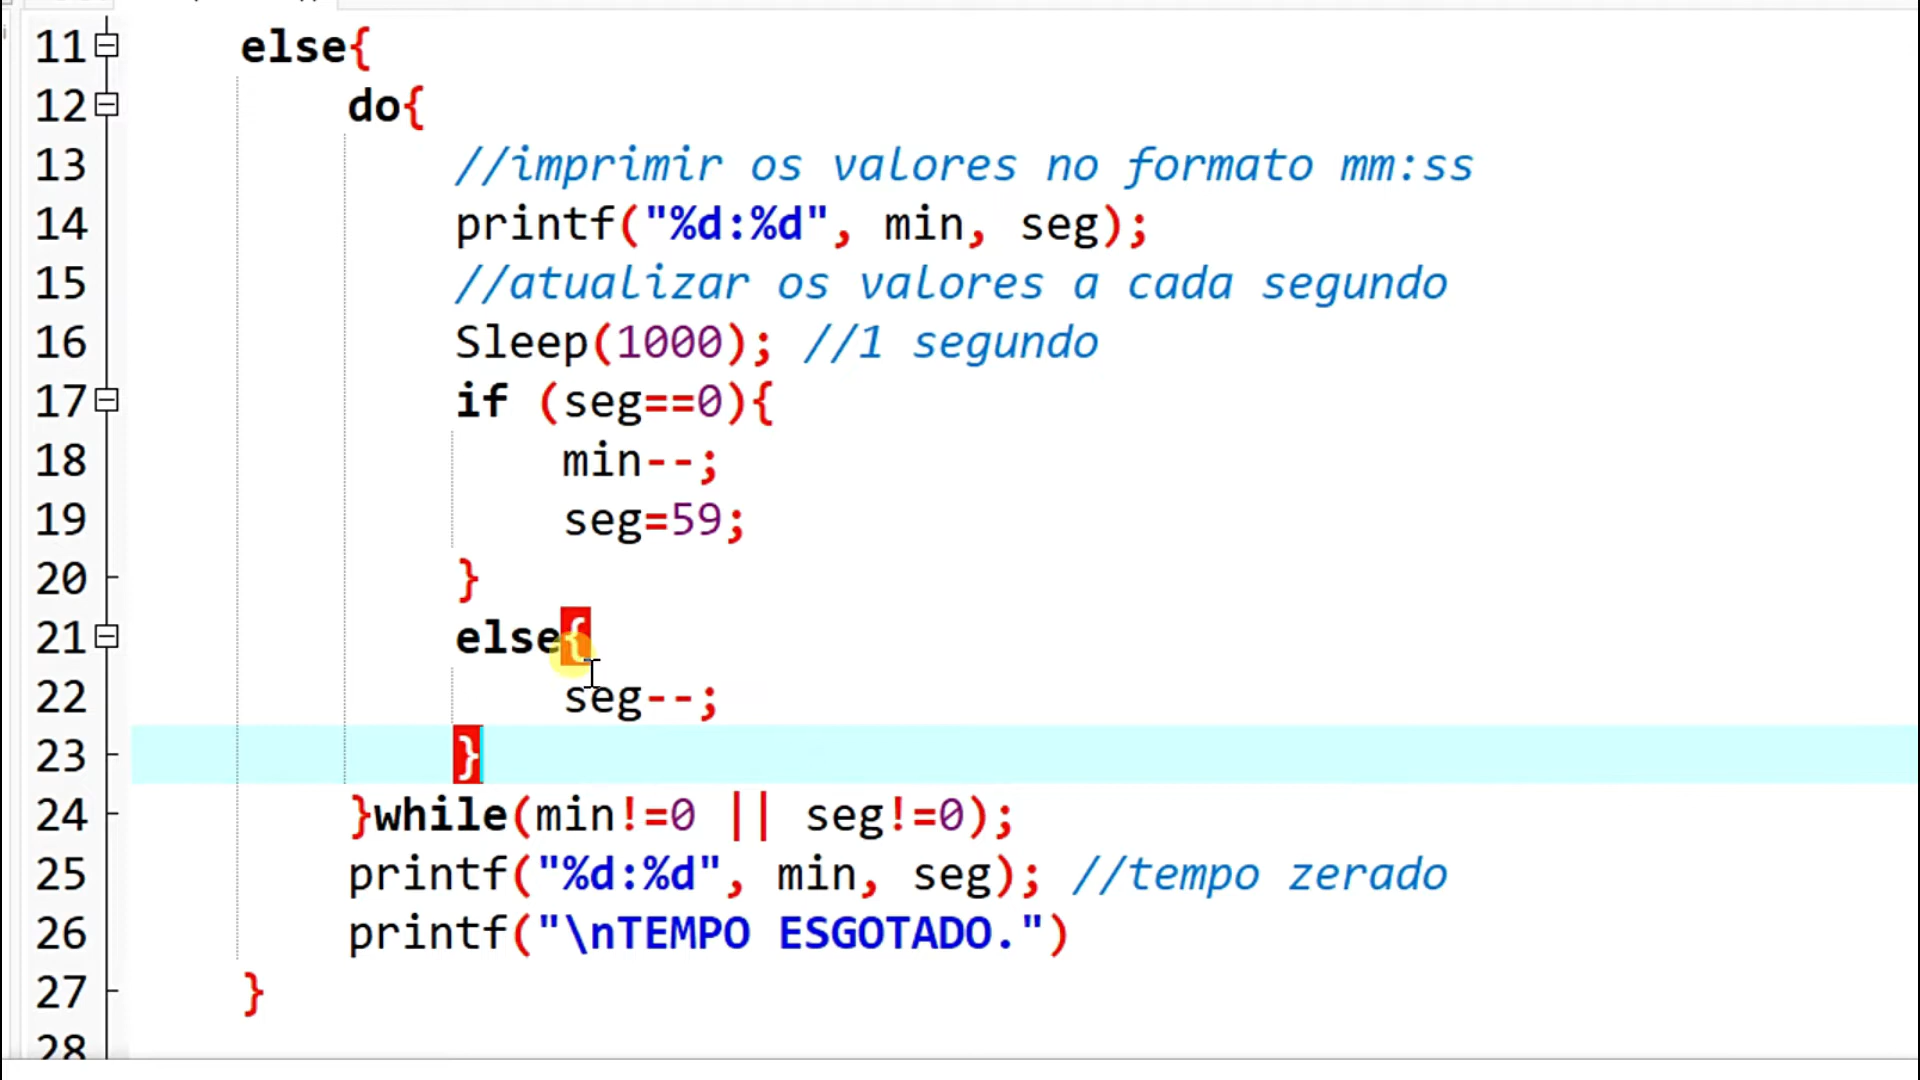 11 else{
12 do{
13 //imprimir os valores no formato mm:ss
14 printf("%d:%d", min, seg);
15 //atualizar os valores a cada segundo
16 Sleep(1000); //1 segundo
17 if (seg==0){
18 min--;
19 seg=59;
20 }
21 else{
22 seg--;
23 }
24 }while(min!=0 || seg!=0);
25 printf("%d:%d", min, seg); //tempo zerado
26 printf("\nTEMPO ESGOTADO.")
27 }
28